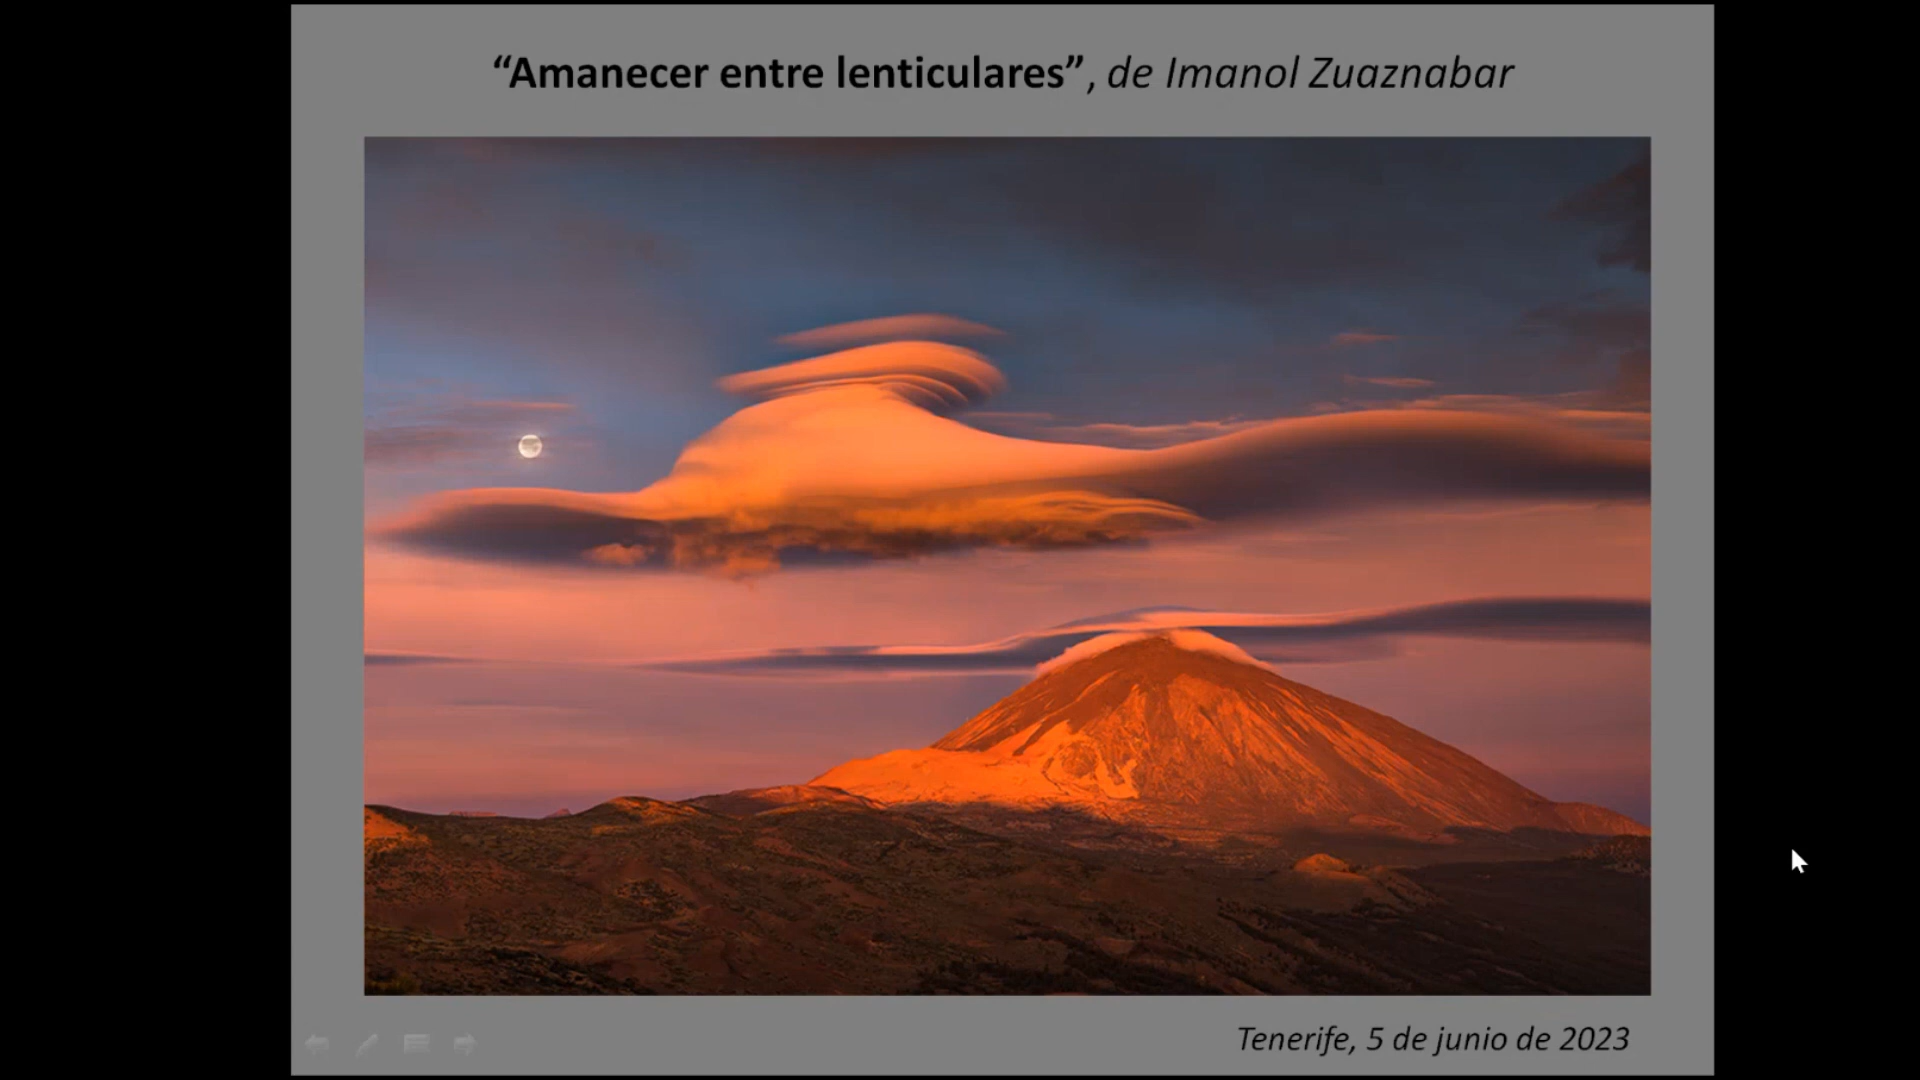 “Amanecer entre lenticulares”, de Imanol Zuaznabar
Tenerife, 5 de junio de 2023